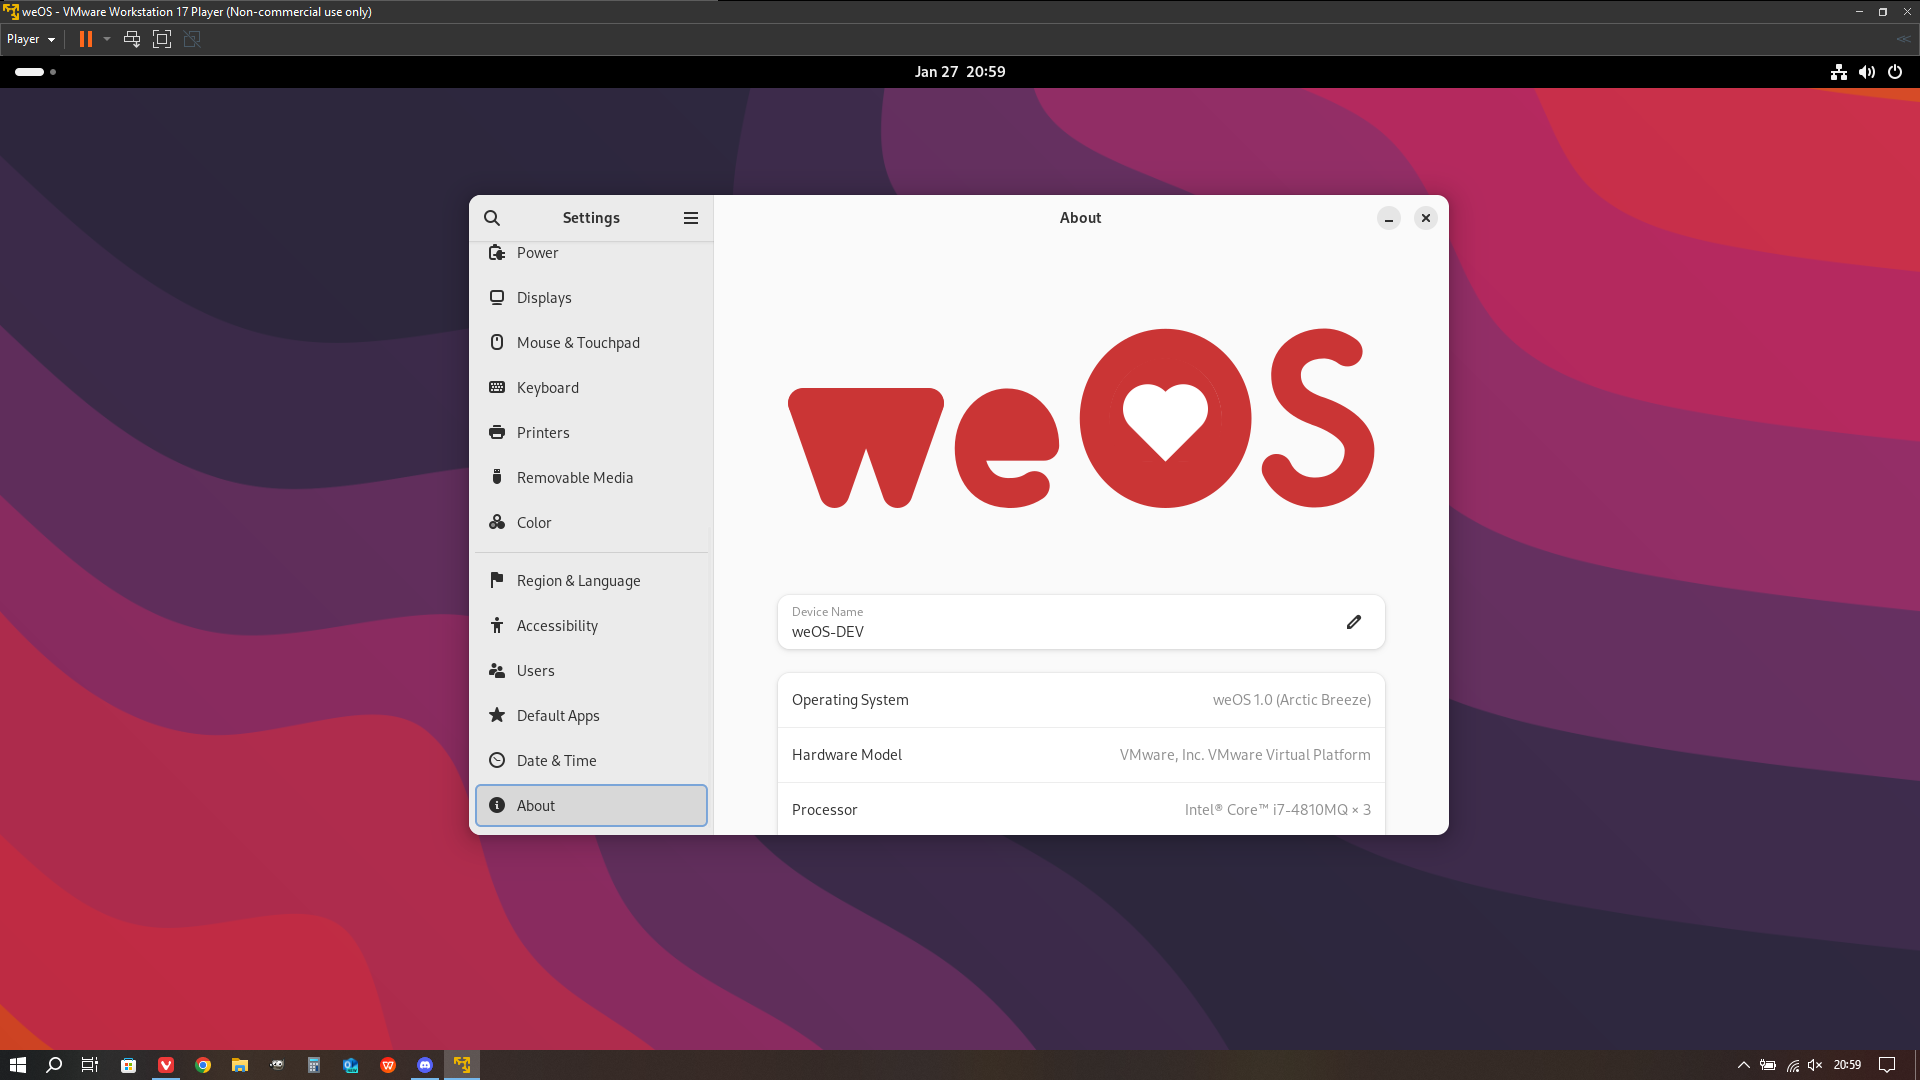 weOS - VMware Workstation 17 Player (Non-commercial use only)
Player
Jan 27 20:59
Settings
About
Power
Displays
Mouse & Touchpad
Keyboard
Printers
Removable Media
Color
Region & Language
Accessibility
Users
Default Apps
Date & Time
About
weOS
Device Name
weOS-DEV
Operating System
weOS 1.0 (Arctic Breeze)
Hardware Model
VMware, Inc. VMware Virtual Platform
Processor
Intel® Core™ i7-4810MQ × 3
20:59